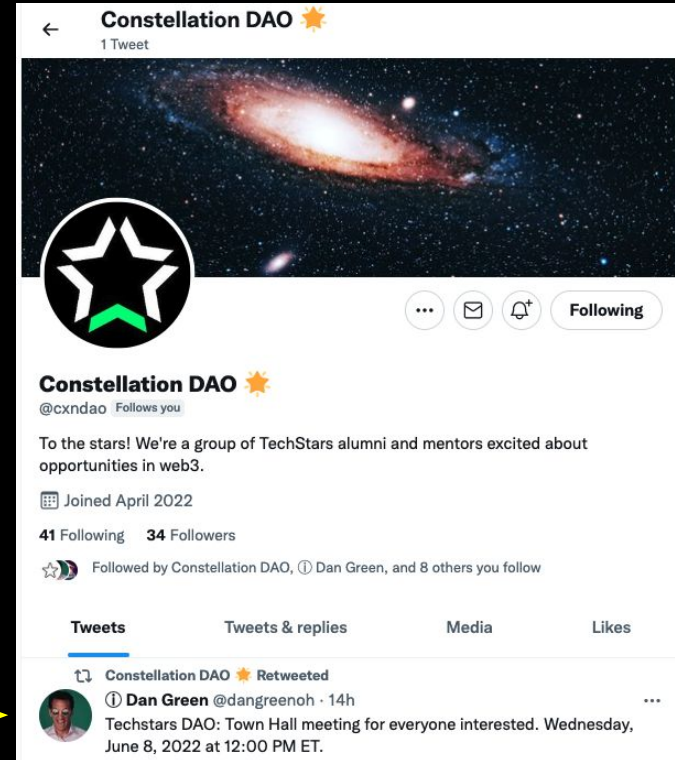 Constellation DAO 🌟
1 Tweet
Following
Constellation DAO 🌟
@cxndao Follows you
To the stars! We're a group of TechStars alumni and mentors excited about
opportunities in web3.
Joined April 2022
41 Following 34 Followers
Followed by Constellation DAO, ⓘ Dan Green, and 8 others you follow
Tweets Tweets & replies Media Likes
Constellation DAO 🌟 Retweeted
ⓘ Dan Green @dangreenoh · 14h
Techstars DAO: Town Hall meeting for everyone interested. Wednesday,
June 8, 2022 at 12:00 PM ET.